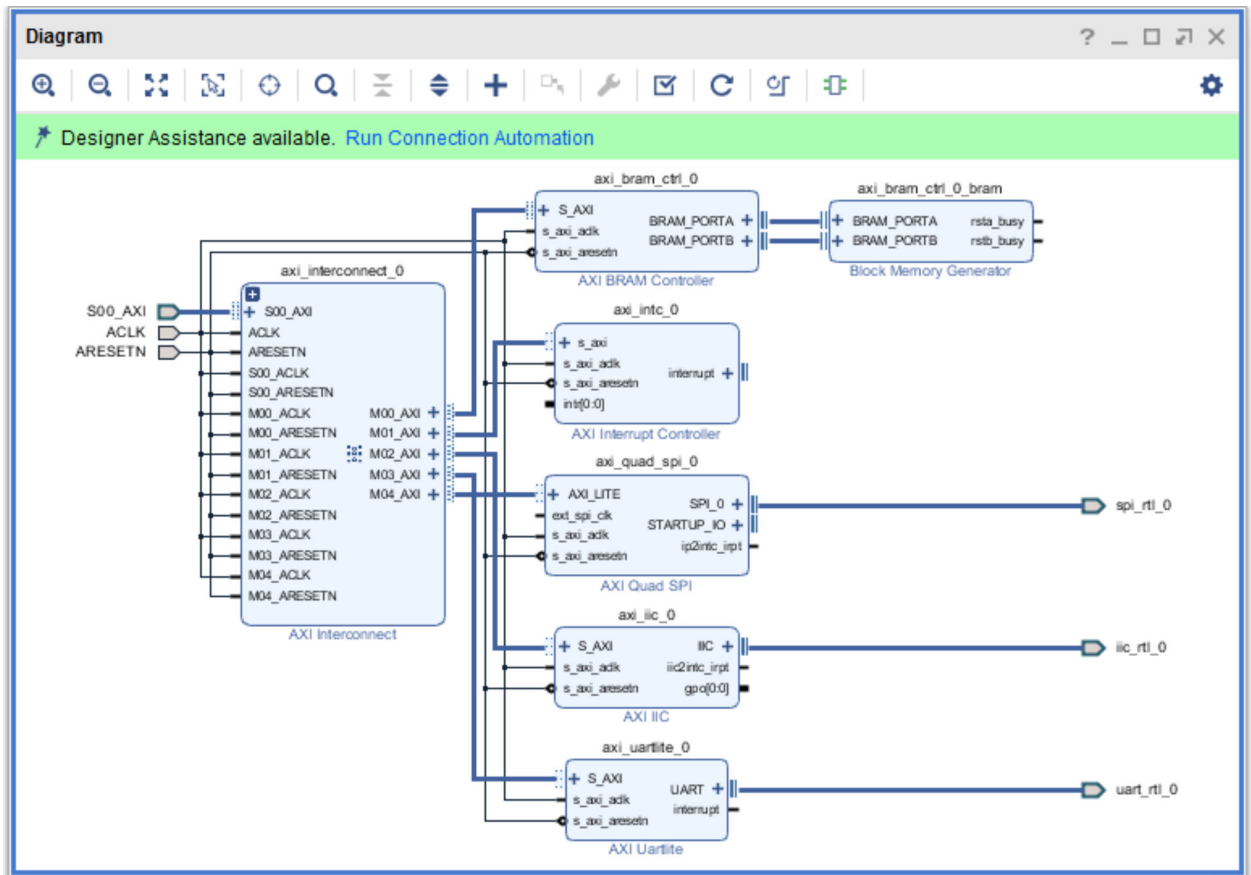 Diagram
Designer Assistance available. Run Connection Automation
axi_bram_ctrl_0
S_AXI
s_axi_aclk
s_axi_aresetn
BRAM_PORTA
BRAM_PORTB
AXI BRAM Controller
axi_bram_ctrl_0_bram
BRAM_PORTA
BRAM_PORTB
rsta_busy
rstb_busy
Block Memory Generator
S00_AXI
ACLK
ARESETN
axi_interconnect_0
S00_AXI
ACLK
ARESETN
S00_ACLK
S00_ARESETN
M00_ACLK
M00_ARESETN
M01_ACLK
M01_ARESETN
M02_ACLK
M02_ARESETN
M03_ACLK
M03_ARESETN
M04_ACLK
M04_ARESETN
M00_AXI
M01_AXI
M02_AXI
M03_AXI
M04_AXI
AXI Interconnect
axi_intc_0
s_axi
s_axi_aclk
s_axi_aresetn
intr[0:0]
interrupt
AXI Interrupt Controller
axi_quad_spi_0
AXI_LITE
ext_spi_clk
s_axi_aclk
s_axi_aresetn
SPI_0
STARTUP_IO
ip2intc_irpt
AXI Quad SPI
spi_rtl_0
axi_iic_0
S_AXI
s_axi_aclk
s_axi_aresetn
IIC
iic2intc_irpt
gpo[0:0]
AXI IIC
iic_rtl_0
axi_uartlite_0
S_AXI
s_axi_aclk
s_axi_aresetn
UART
interrupt
AXI Uartlite
uart_rtl_0